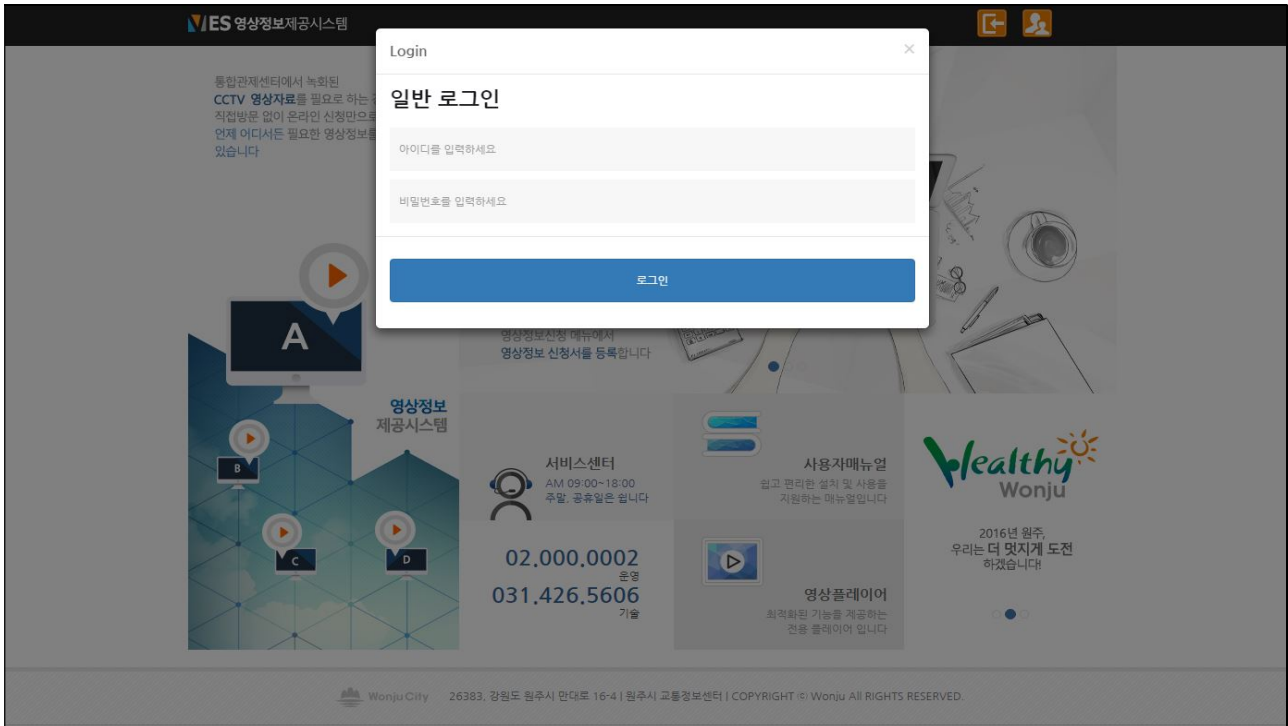 VES 영상정보제공시스템
Login ×
일반 로그인
아이디를 입력하세요
비밀번호를 입력하세요
로그인
통합관제센터에서 녹화된
CCTV 영상자료를 필요로 하는
직접방문 없이 온라인 신청만으로
언제 어디서든 필요한 영상정보를
있습니다
영상정보신청 메뉴에서
영상정보 신청서를 등록합니다
A
B
C
D
영상정보
제공시스템
서비스센터
AM 09:00~18:00
주말, 공휴일은 쉽니다
02.000.0002
운영
031.426.5606
기술
사용자매뉴얼
쉽고 편리한 설치 및 사용을
지원하는 매뉴얼입니다
영상플레이어
최적화된 기능을 제공하는
전용 플레이어 입니다
Healthy
Wonju
2016년 원주,
우리는 더 멋지게 도전
하겠습니다!
Wonju City 26383, 강원도 원주시 만대로 16-4 | 원주시 교통정보센터 | COPYRIGHT ⓒ Wonju All RIGHTS RESERVED.